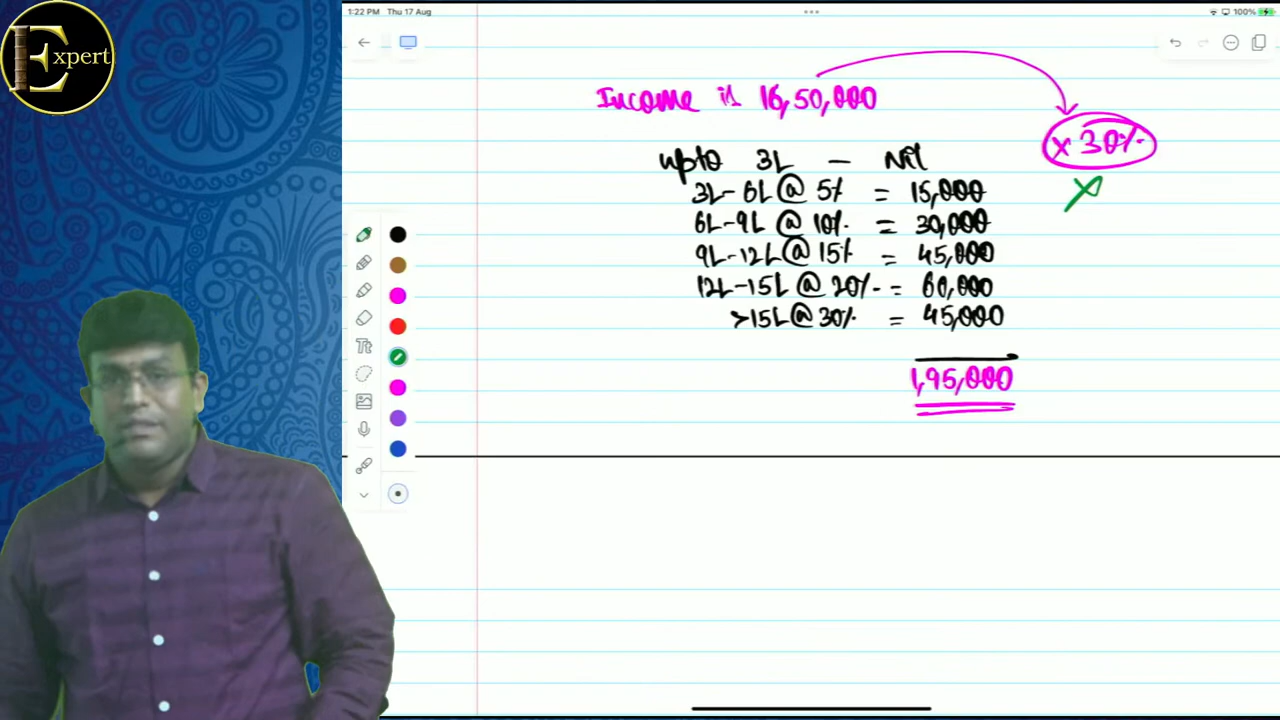 1:22 PM Thu 17 Aug
100%
Expert
Income is 16,50,000
x 30%
upto 3L – Nil
3L-6L @ 5% = 15,000
6L-9L @ 10% = 30,000
9L-12L @ 15% = 45,000
12L-15L @ 20% = 60,000
>15L @ 30% = 45,000
1,95,000
Tt